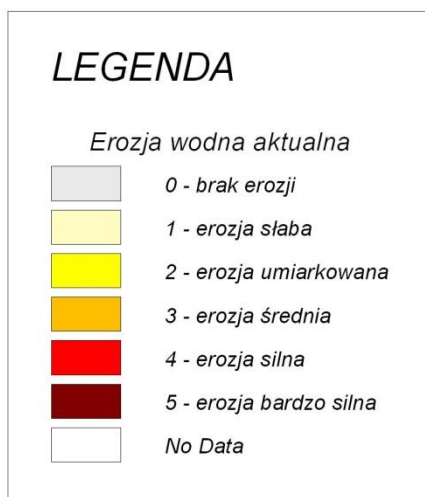 LEGENDA
Erozja wodna aktualna
0 - brak erozji
1 - erozja słaba
2 - erozja umiarkowana
3 - erozja średnia
4 - erozja silna
5 - erozja bardzo silna
No Data